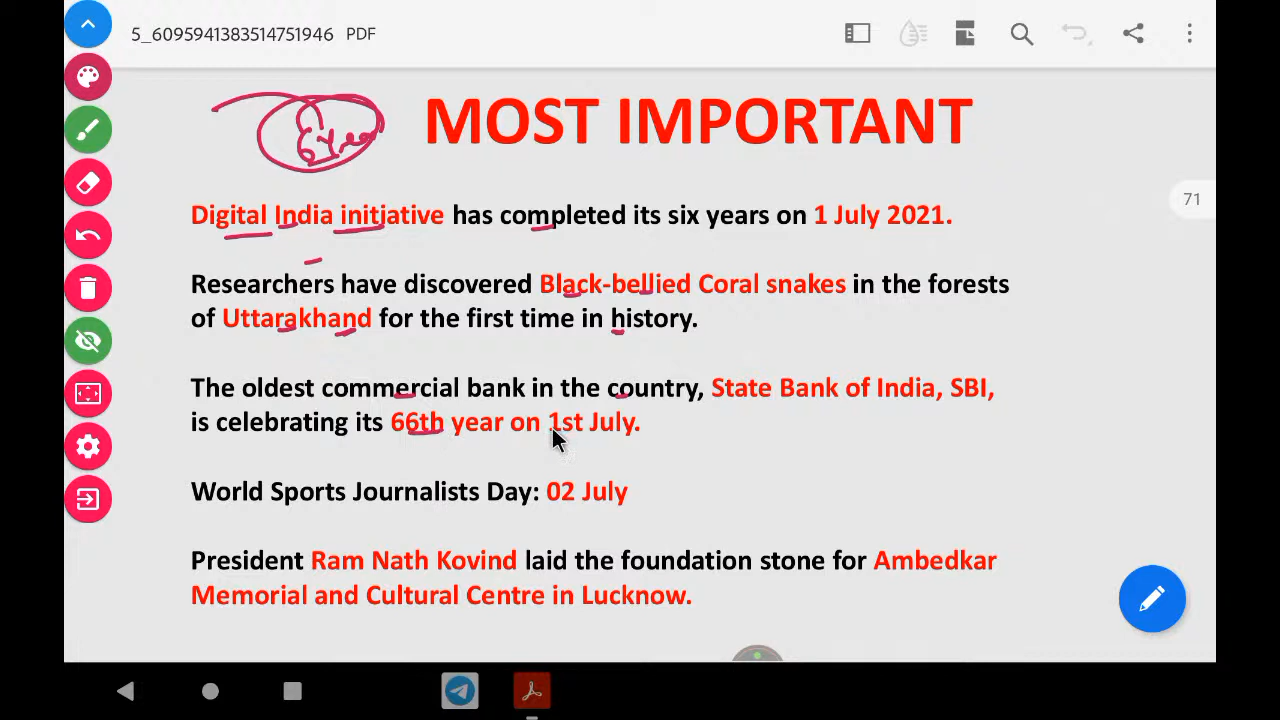 5_6095941383514751946 PDF
MOST IMPORTANT
71
Digital India initiative has completed its six years on 1 July 2021.
Researchers have discovered Black-bellied Coral snakes in the forests
of Uttarakhand for the first time in history.
The oldest commercial bank in the country, State Bank of India, SBI,
is celebrating its 66th year on 1st July.
World Sports Journalists Day: 02 July
President Ram Nath Kovind laid the foundation stone for Ambedkar
Memorial and Cultural Centre in Lucknow.